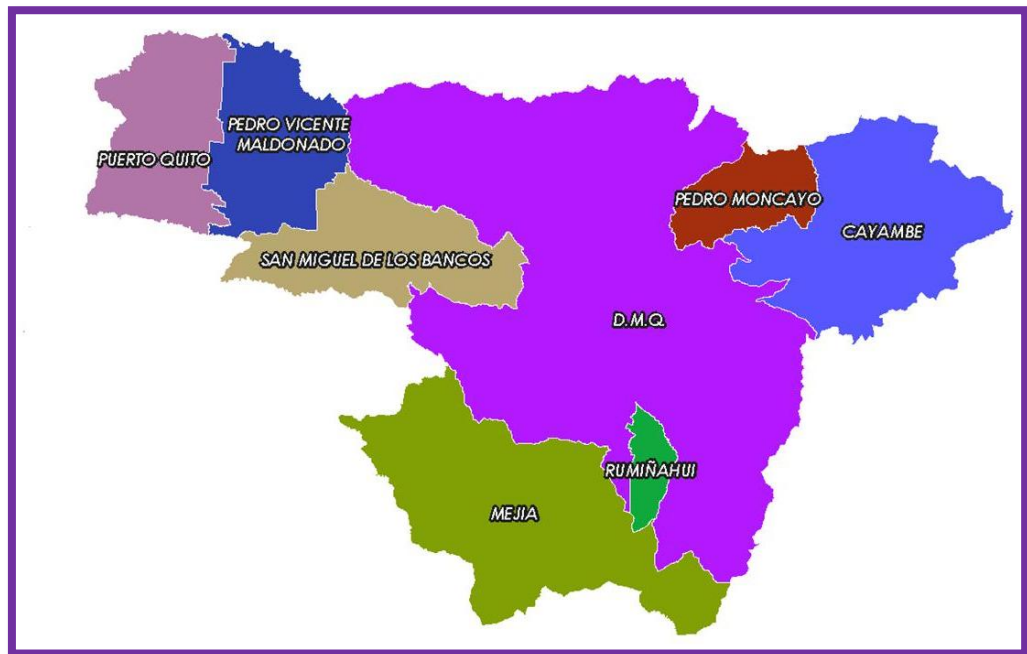 PEDRO VICENTE
MALDONADO
PUERTO QUITO
PEDRO MONCAYO
CAYAMBE
SAN MIGUEL DE LOS BANCOS
D.M.Q.
RUMIÑAHUI
MEJIA